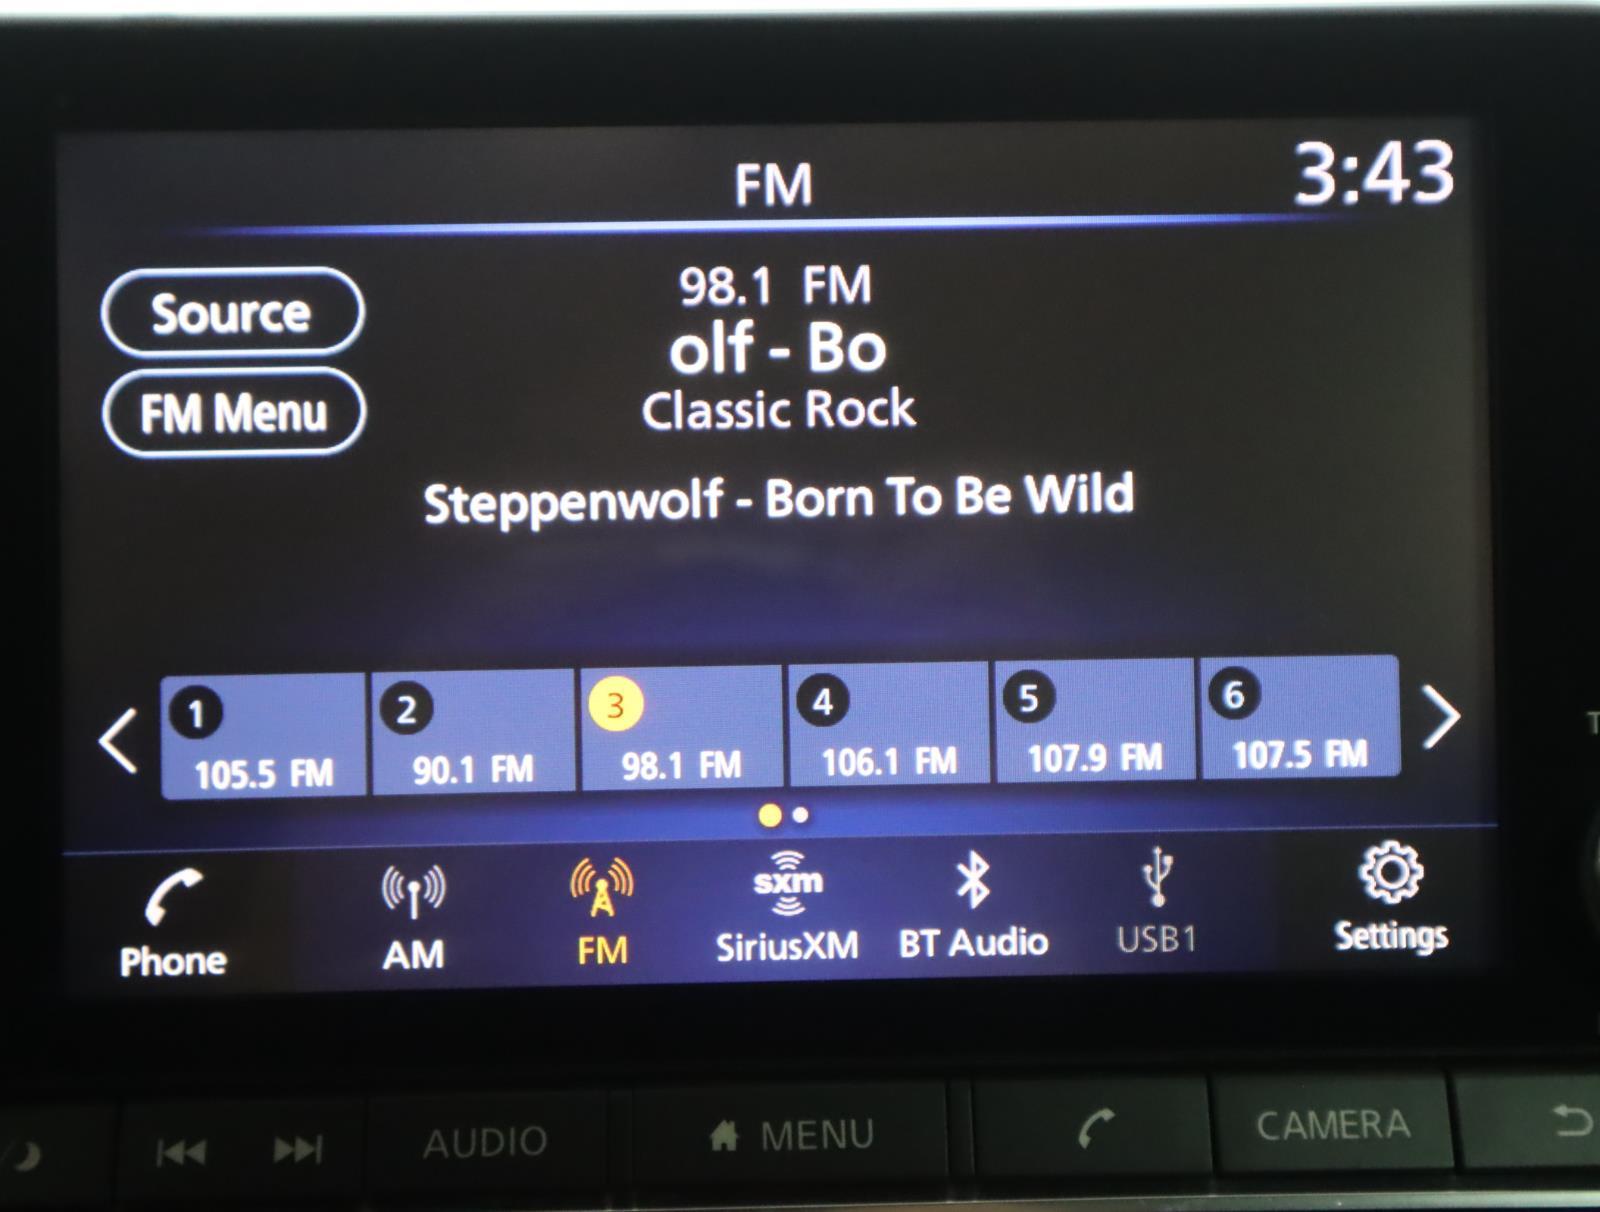 FM
3:43
Source
98.1 FM
olf - Bo
FM Menu
Classic Rock
Steppenwolf - Born To Be Wild
1
2
3
4
5
6
105.5 FM
90.1 FM
98.1 FM
106.1 FM
107.9 FM
107.5 FM
sxm
Phone
AM
FM
SiriusXM
BT Audio
USB1
Settings
AUDIO
MENU
CAMERA